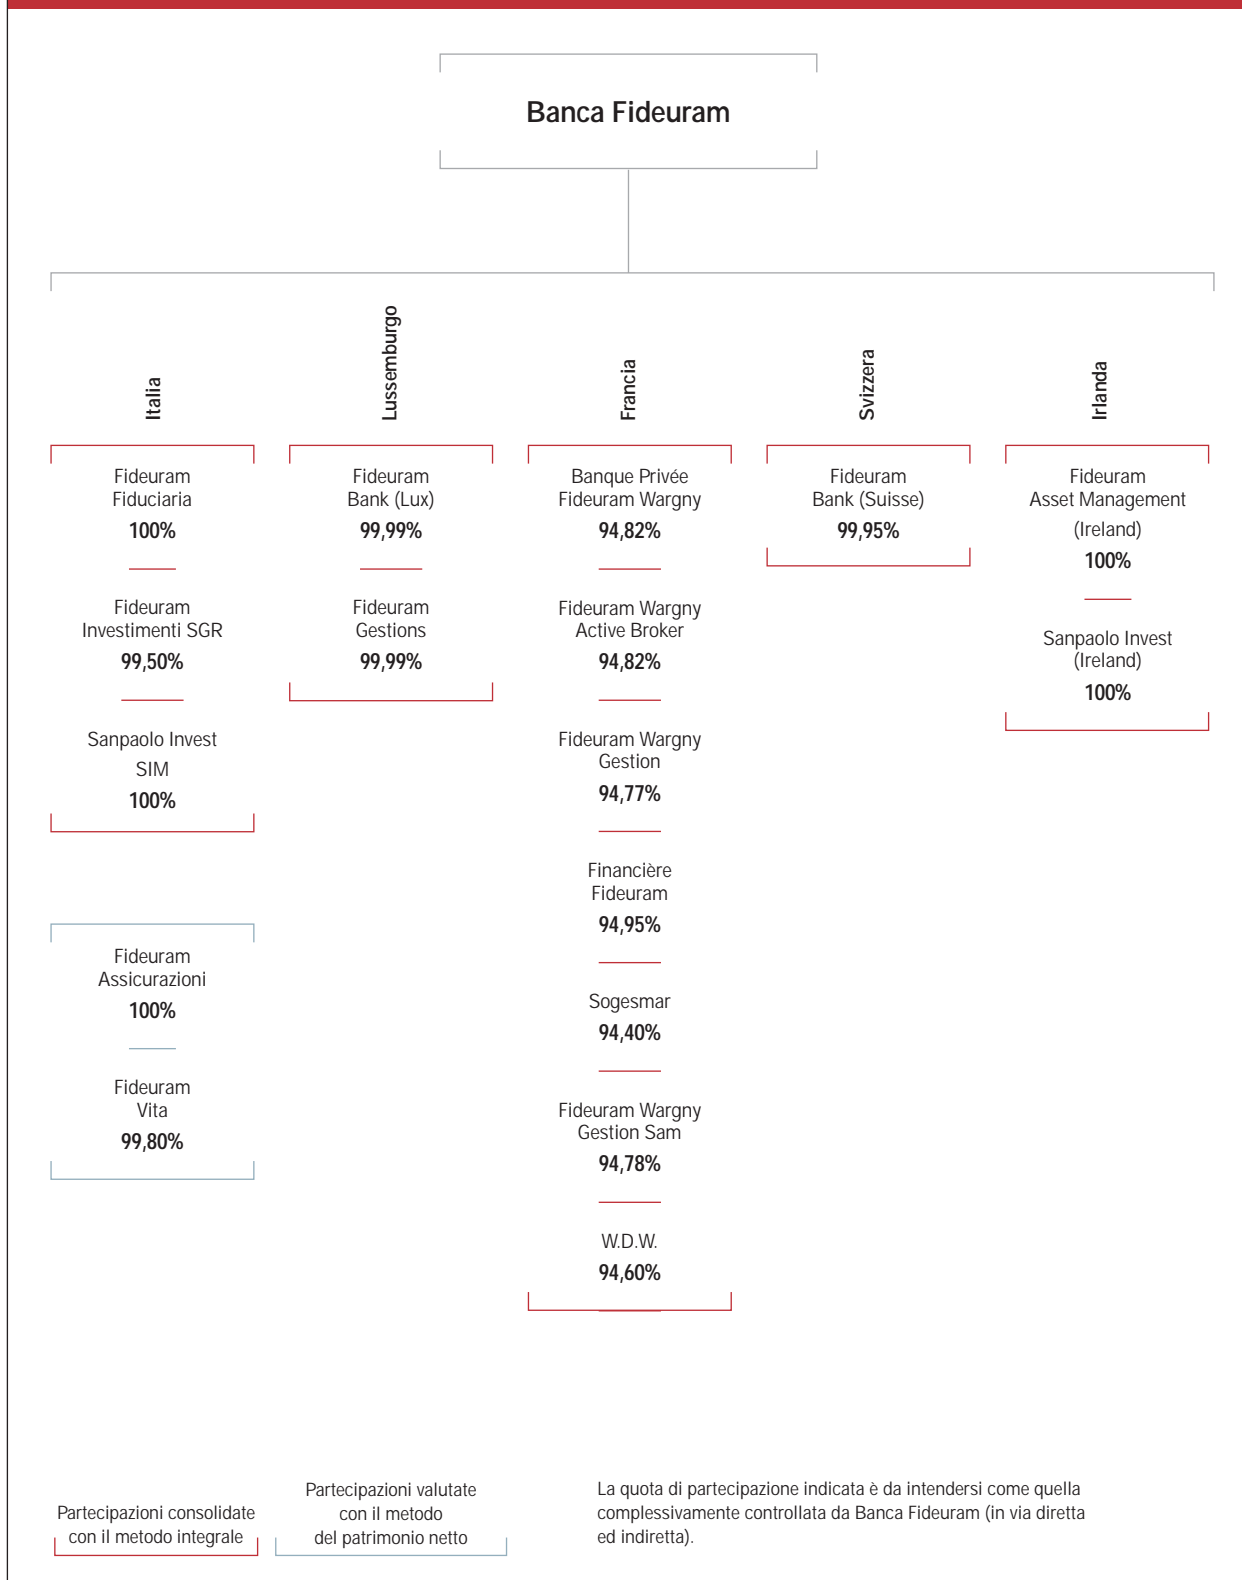 Banca Fideuram
Italia
Fideuram
Fiduciaria
100%
Fideuram
Investimenti SGR
99,50%
Sanpaolo Invest
SIM
100%
Fideuram
Assicurazioni
100%
Fideuram
Vita
99,80%
Lussemburgo
Fideuram
Bank (Lux)
99,99%
Fideuram
Gestions
99,99%
Francia
Banque Privée
Fideuram Wargny
94,82%
Fideuram Wargny
Active Broker
94,82%
Fideuram Wargny
Gestion
94,77%
Financière
Fideuram
94,95%
Sogesmar
94,40%
Fideuram Wargny
Gestion Sam
94,78%
W.D.W.
94,60%
Svizzera
Fideuram
Bank (Suisse)
99,95%
Irlanda
Fideuram
Asset Management
(Ireland)
100%
Sanpaolo Invest
(Ireland)
100%
Partecipazioni consolidate
con il metodo integrale
Partecipazioni valutate
con il metodo
del patrimonio netto
La quota di partecipazione indicata è da intendersi come quella
complessivamente controllata da Banca Fideuram (in via diretta
ed indiretta).